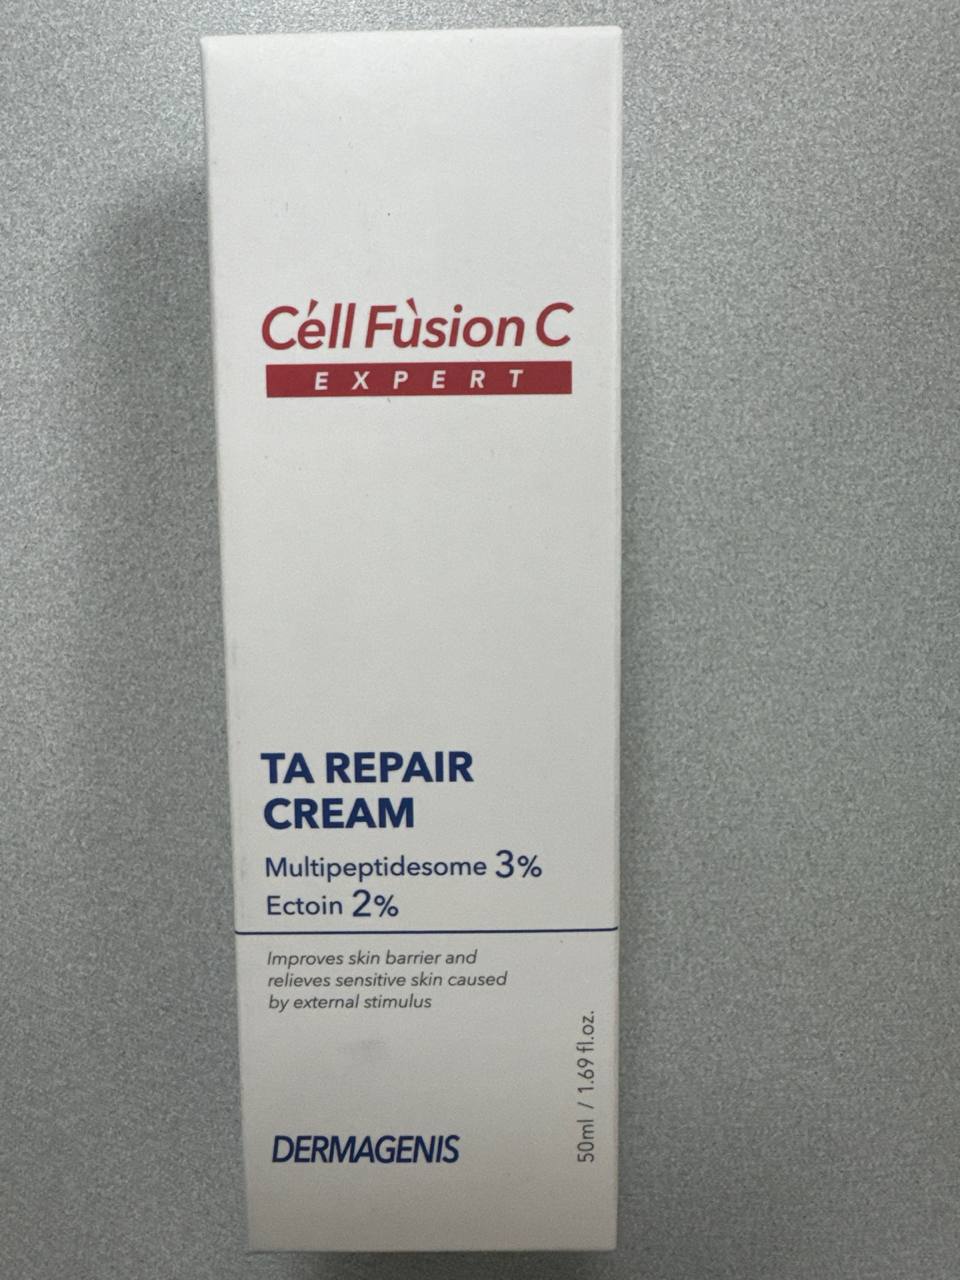 Céll Fùsion C
EXPERT
TA REPAIR
CREAM
Multipeptidesome 3%
Ectoin 2%
Improves skin barrier and
relieves sensitive skin caused
by external stimulus
50ml / 1.69 fl.oz.
DERMAGENIS